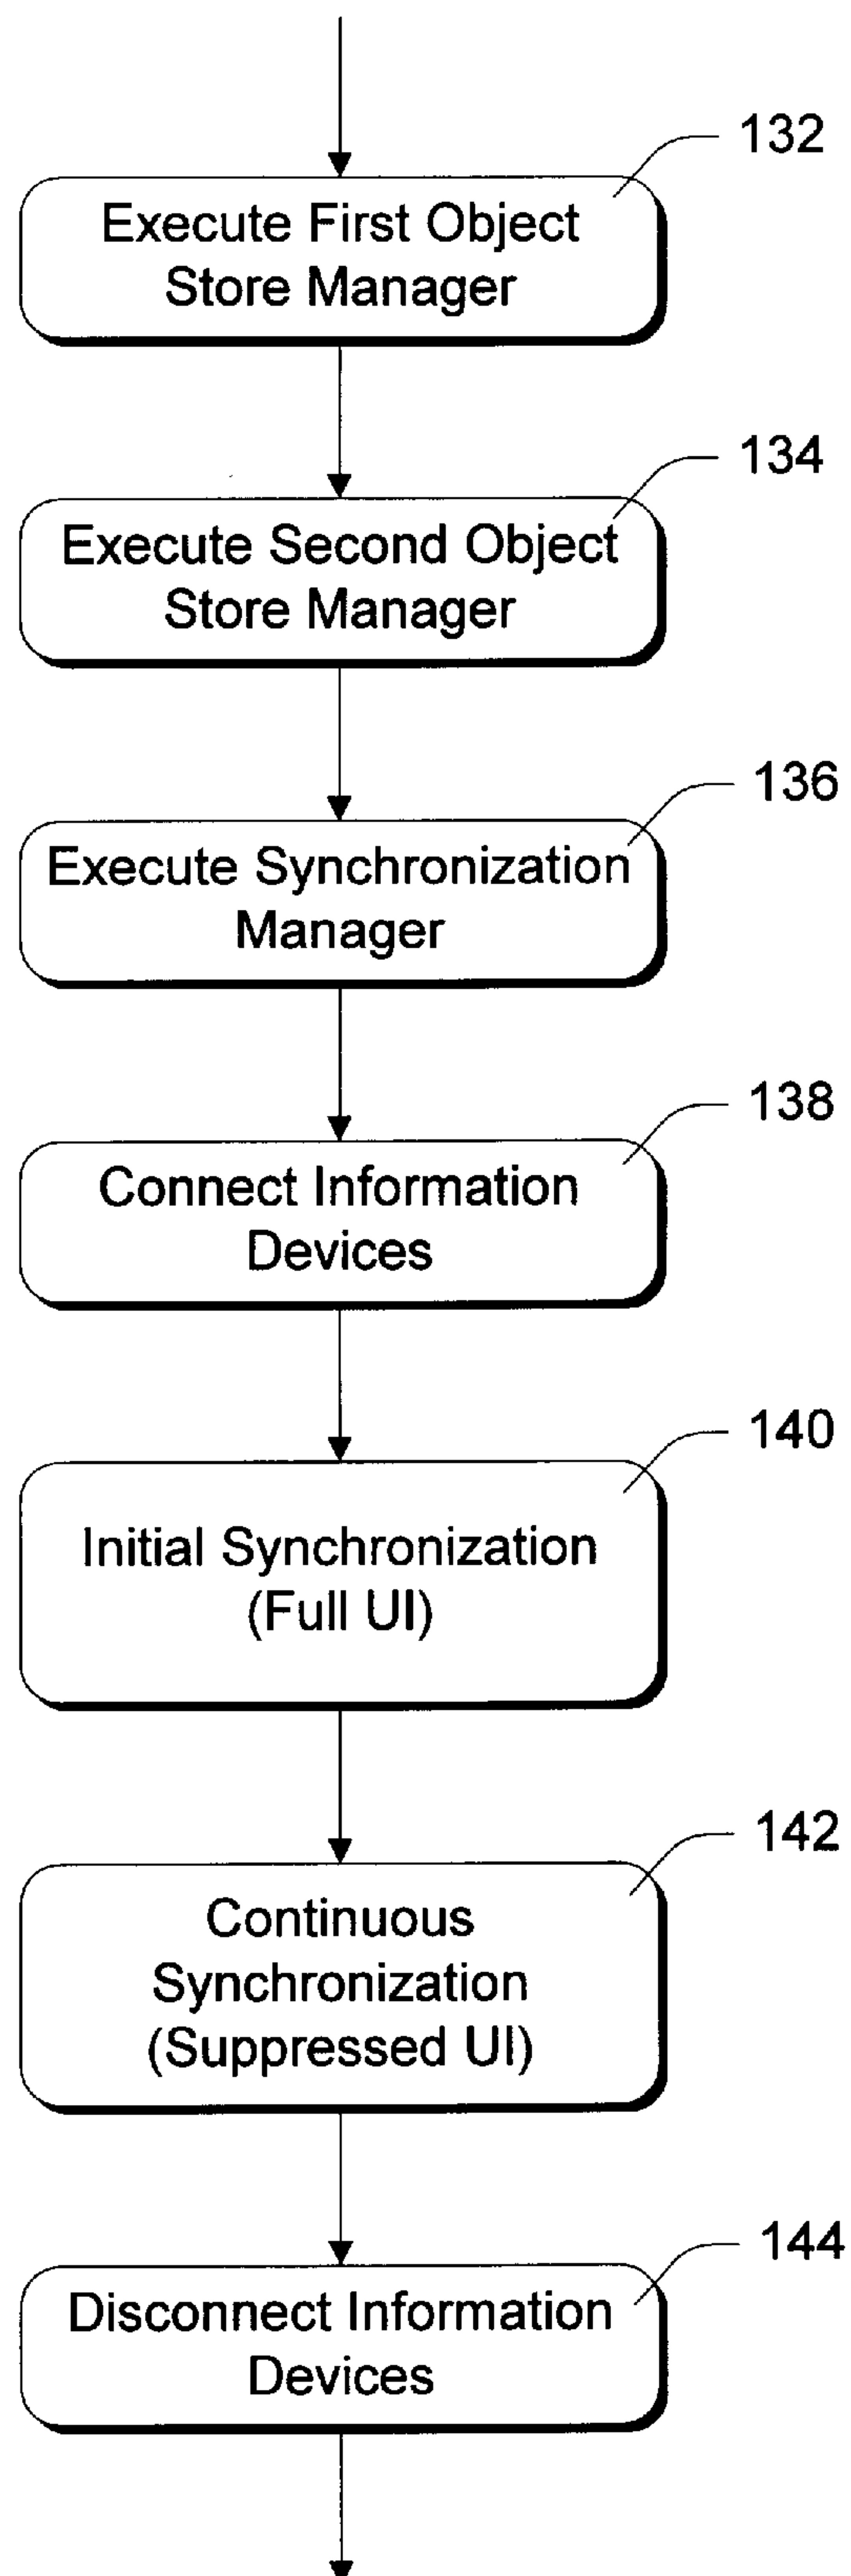 132
Execute First Object
Store Manager
134
Execute Second Object
Store Manager
136
Execute Synchronization
Manager
138
Connect Information
Devices
140
Initial Synchronization
(Full UI)
142
Continuous
Synchronization
(Suppressed UI)
144
Disconnect Information
Devices